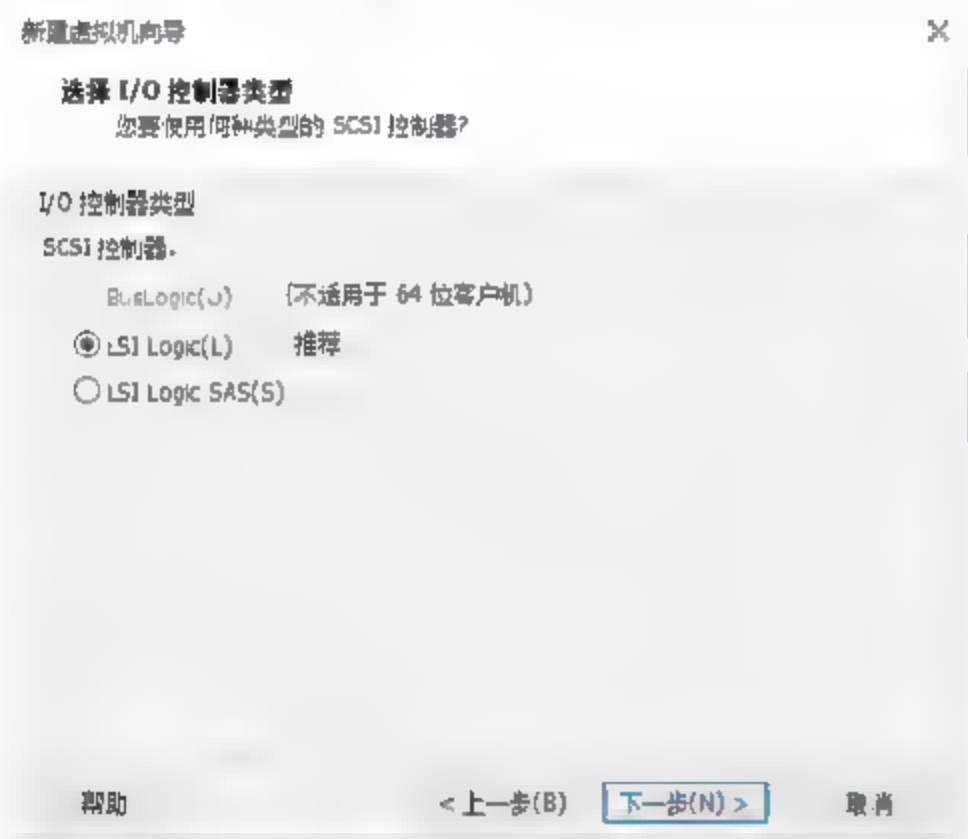 新建虚拟机向导
选择 I/O 控制器类型
您要使用何种类型的 SCSI 控制器?
I/O 控制器类型
SCSI 控制器:
BusLogic(U) (不适用于 64 位客户机)
LSI Logic(L) 推荐
LSI Logic SAS(S)
帮助 < 上一步(B) 下一步(N) > 取消